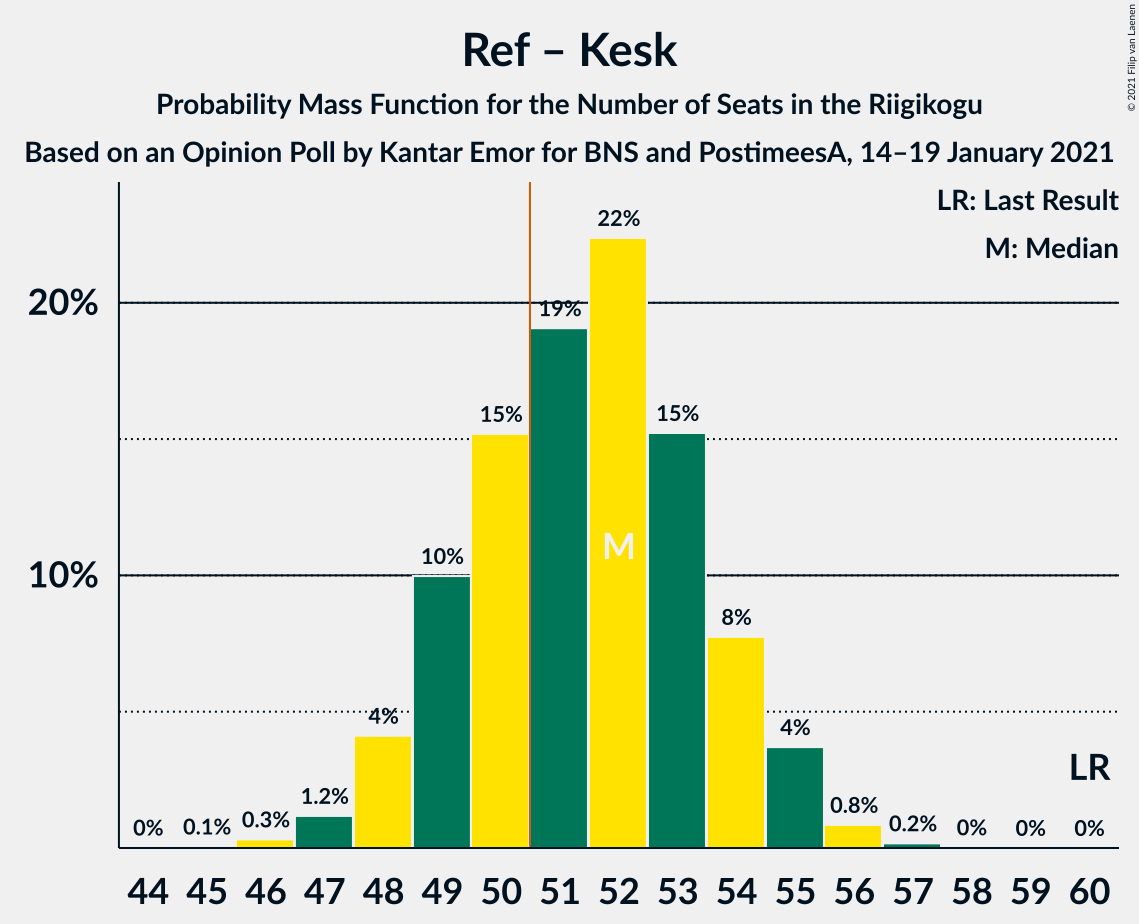 Ref – Kesk
Probability Mass Function for the Number of Seats in the Riigikogu
Based on an Opinion Poll by Kantar Emor for BNS and PostimeesA, 14–19 January 2021
© 2021 Filip van Laenen
LR: Last Result
M: Median
20%
10%
0%
0.1%
0.3%
1.2%
4%
10%
15%
19%
22%
15%
8%
4%
0.8%
0.2%
0%
0%
0%
M
LR
44 45 46 47 48 49 50 51 52 53 54 55 56 57 58 59 60